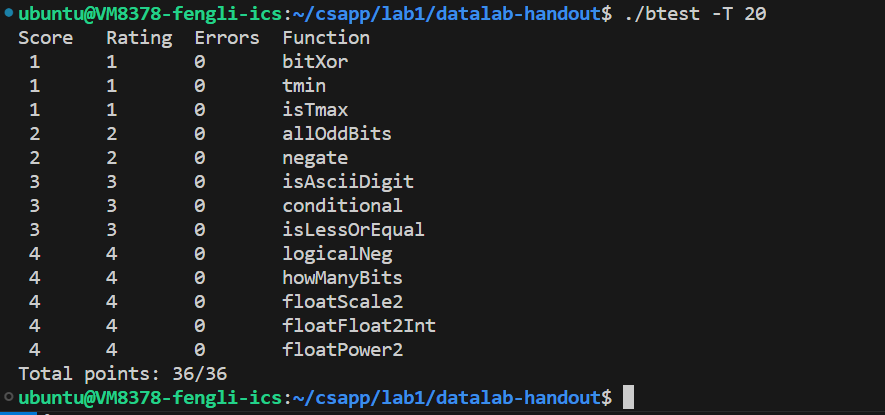 ubuntu@VM8378-fengli-ics:~/csapp/lab1/datalab-handout$ ./btest -T 20
Score Rating Errors Function
1 1 0 bitXor
1 1 0 tmin
1 1 0 isTmax
2 2 0 allOddBits
2 2 0 negate
3 3 0 isAsciiDigit
3 3 0 conditional
3 3 0 isLessOrEqual
4 4 0 logicalNeg
4 4 0 howManyBits
4 4 0 floatScale2
4 4 0 floatFloat2Int
4 4 0 floatPower2
Total points: 36/36
ubuntu@VM8378-fengli-ics:~/csapp/lab1/datalab-handout$